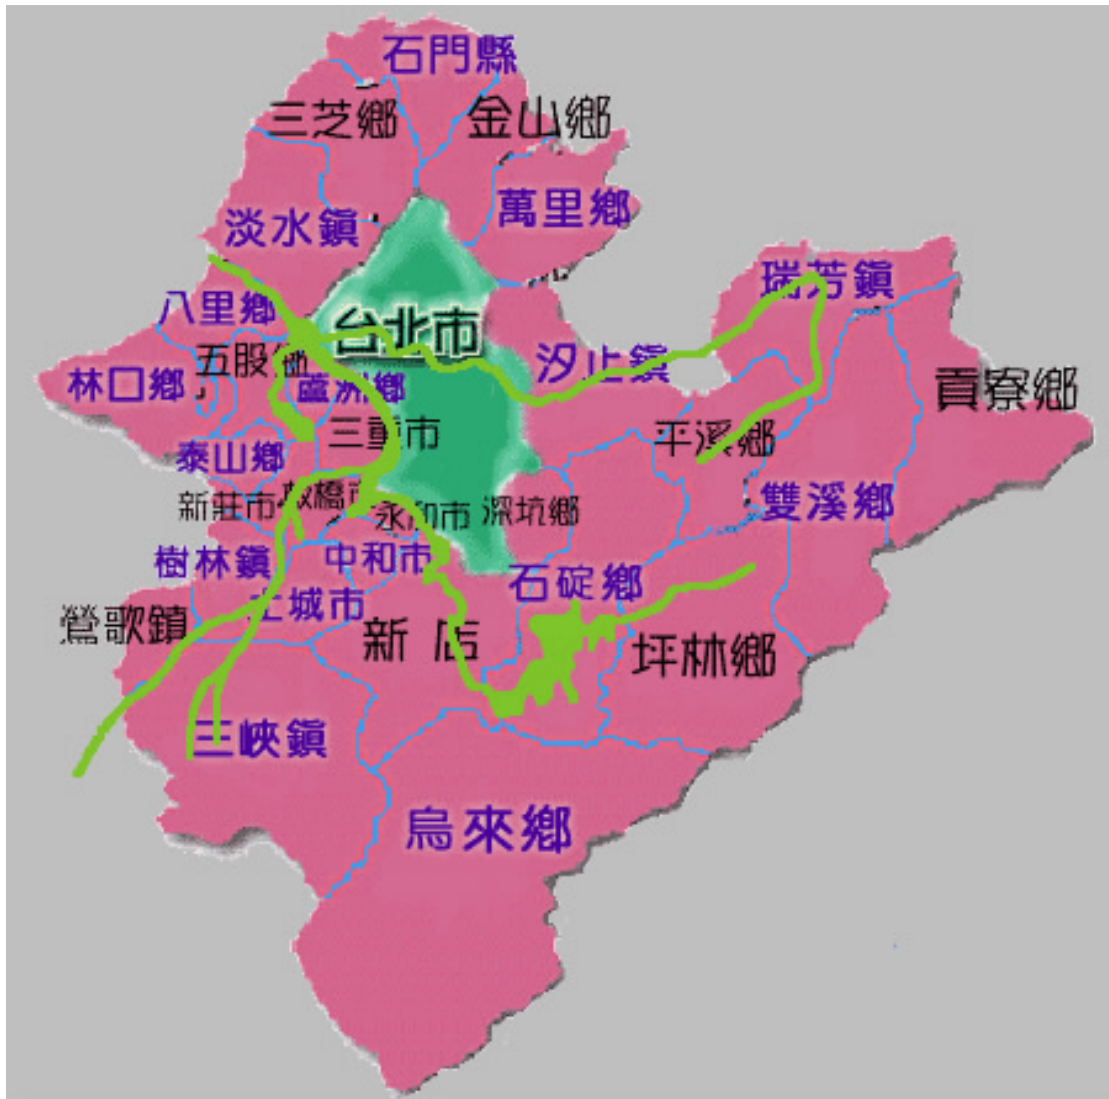 石門縣
三芝鄉
金山鄉
萬里鄉
淡水鎮
瑞芳鎮
八里鄉
台北市
五股鄉
汐止鎮
林口鄉
蘆洲鄉
貢寮鄉
三重市
平溪鄉
泰山鄉
板橋市
新莊市
永和市
深坑鄉
雙溪鄉
樹林鎮
中和市
石碇鄉
土城市
鶯歌鎮
新店
坪林鄉
三峽鎮
烏來鄉